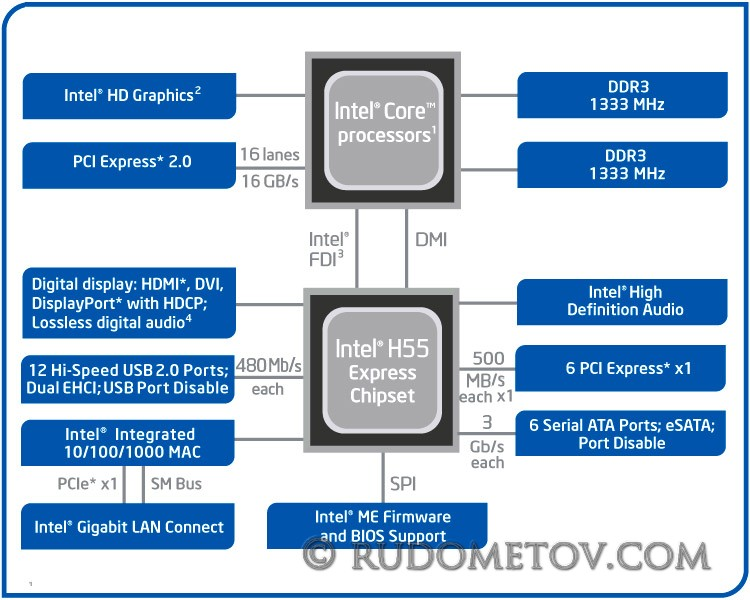 Intel® HD Graphics²
PCI Express* 2.0
16 lanes
16 GB/s
Intel® Core™
processors¹
DDR3
1333 MHz
DDR3
1333 MHz
Intel®
FDI³
DMI
Digital display: HDMI*, DVI,
DisplayPort* with HDCP;
Lossless digital audio⁴
12 Hi-Speed USB 2.0 Ports;
Dual EHCI; USB Port Disable
480Mb/s
each
Intel® Integrated
10/100/1000 MAC
PCIe* x1
SM Bus
Intel® Gigabit LAN Connect
Intel® H55
Express
Chipset
Intel® High
Definition Audio
500
MB/s
each x1
6 PCI Express* x1
3
Gb/s
each
6 Serial ATA Ports; eSATA;
Port Disable
SPI
Intel® ME Firmware
and BIOS Support
© RUDOMETOV.COM
1